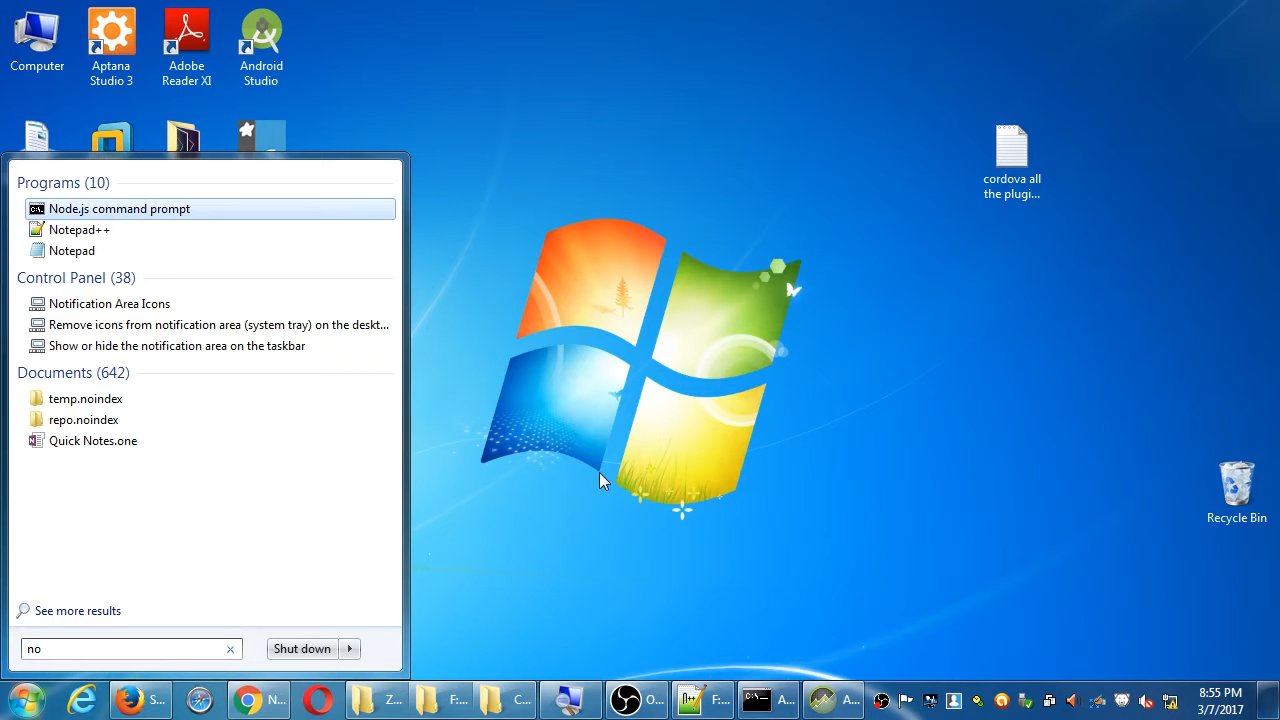 Computer
Aptana
Studio 3
Adobe
Reader XI
Android
Studio
cordova all
the plugi...
Recycle Bin
Programs (10)
Node.js command prompt
Notepad++
Notepad
Control Panel (38)
Notification Area Icons
Remove icons from notification area (system tray) on the deskt...
Show or hide the notification area on the taskbar
Documents (642)
temp.noindex
repo.noindex
Quick Notes.one
See more results
no
Shut down
S...
N...
Z...
F:...
C...
O...
F:...
C:\.
A...
A...
8:55 PM
3/7/2017